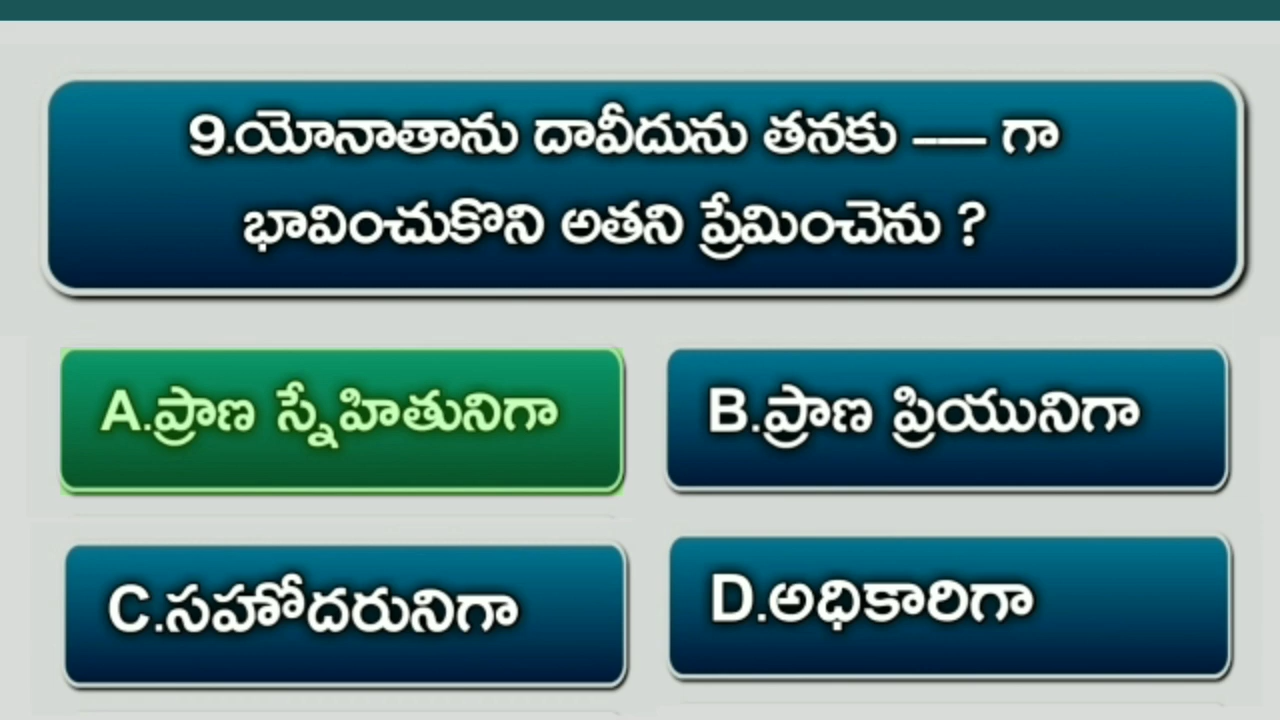 9.యోనాతాను దావీదును తనకు –– గా
భావించుకొని అతని ప్రేమించెను ?
A.ప్రాణ స్నేహితునిగా
B.ప్రాణ ప్రియునిగా
C.సహోదరునిగా
D.అధికారిగా